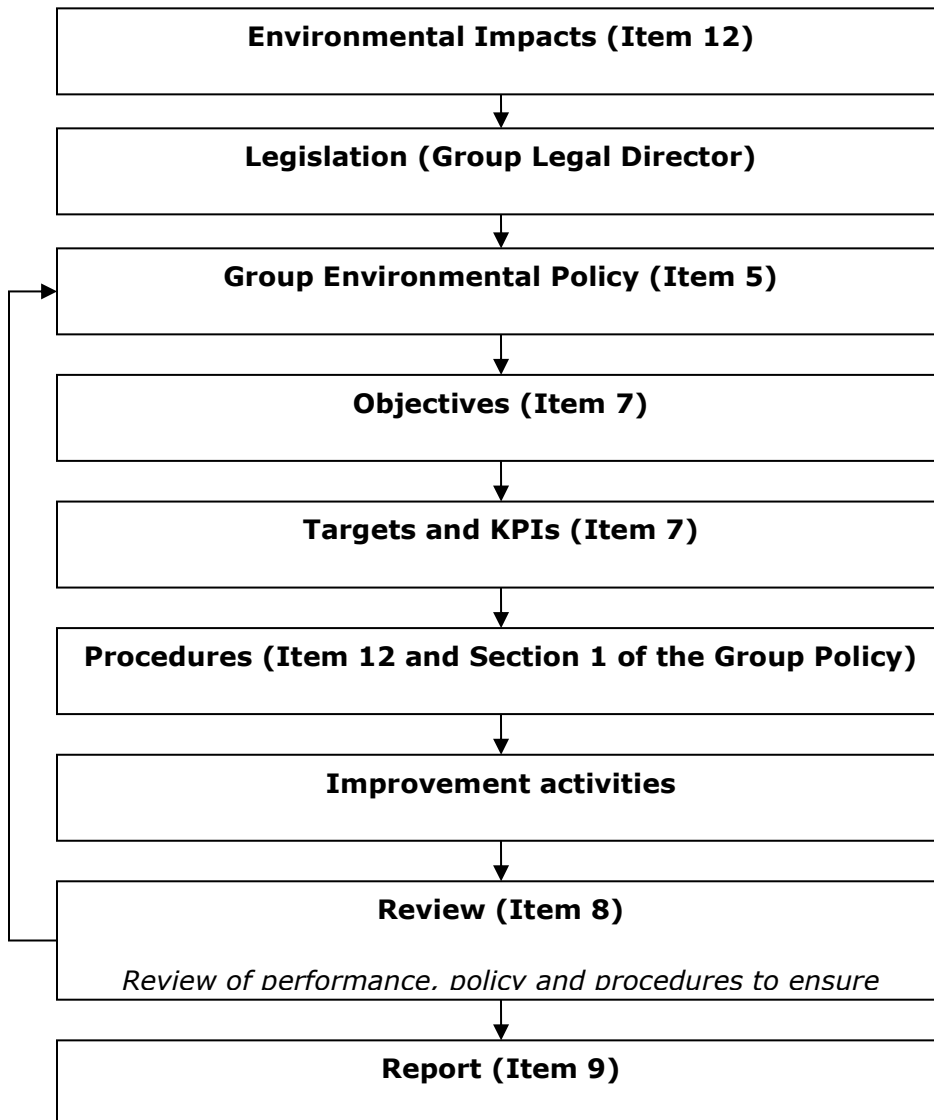 Environmental Impacts (Item 12)
Legislation (Group Legal Director)
Group Environmental Policy (Item 5)
Objectives (Item 7)
Targets and KPIs (Item 7)
Procedures (Item 12 and Section 1 of the Group Policy)
Improvement activities
Review (Item 8)
Review of performance, policy and procedures to ensure
Report (Item 9)